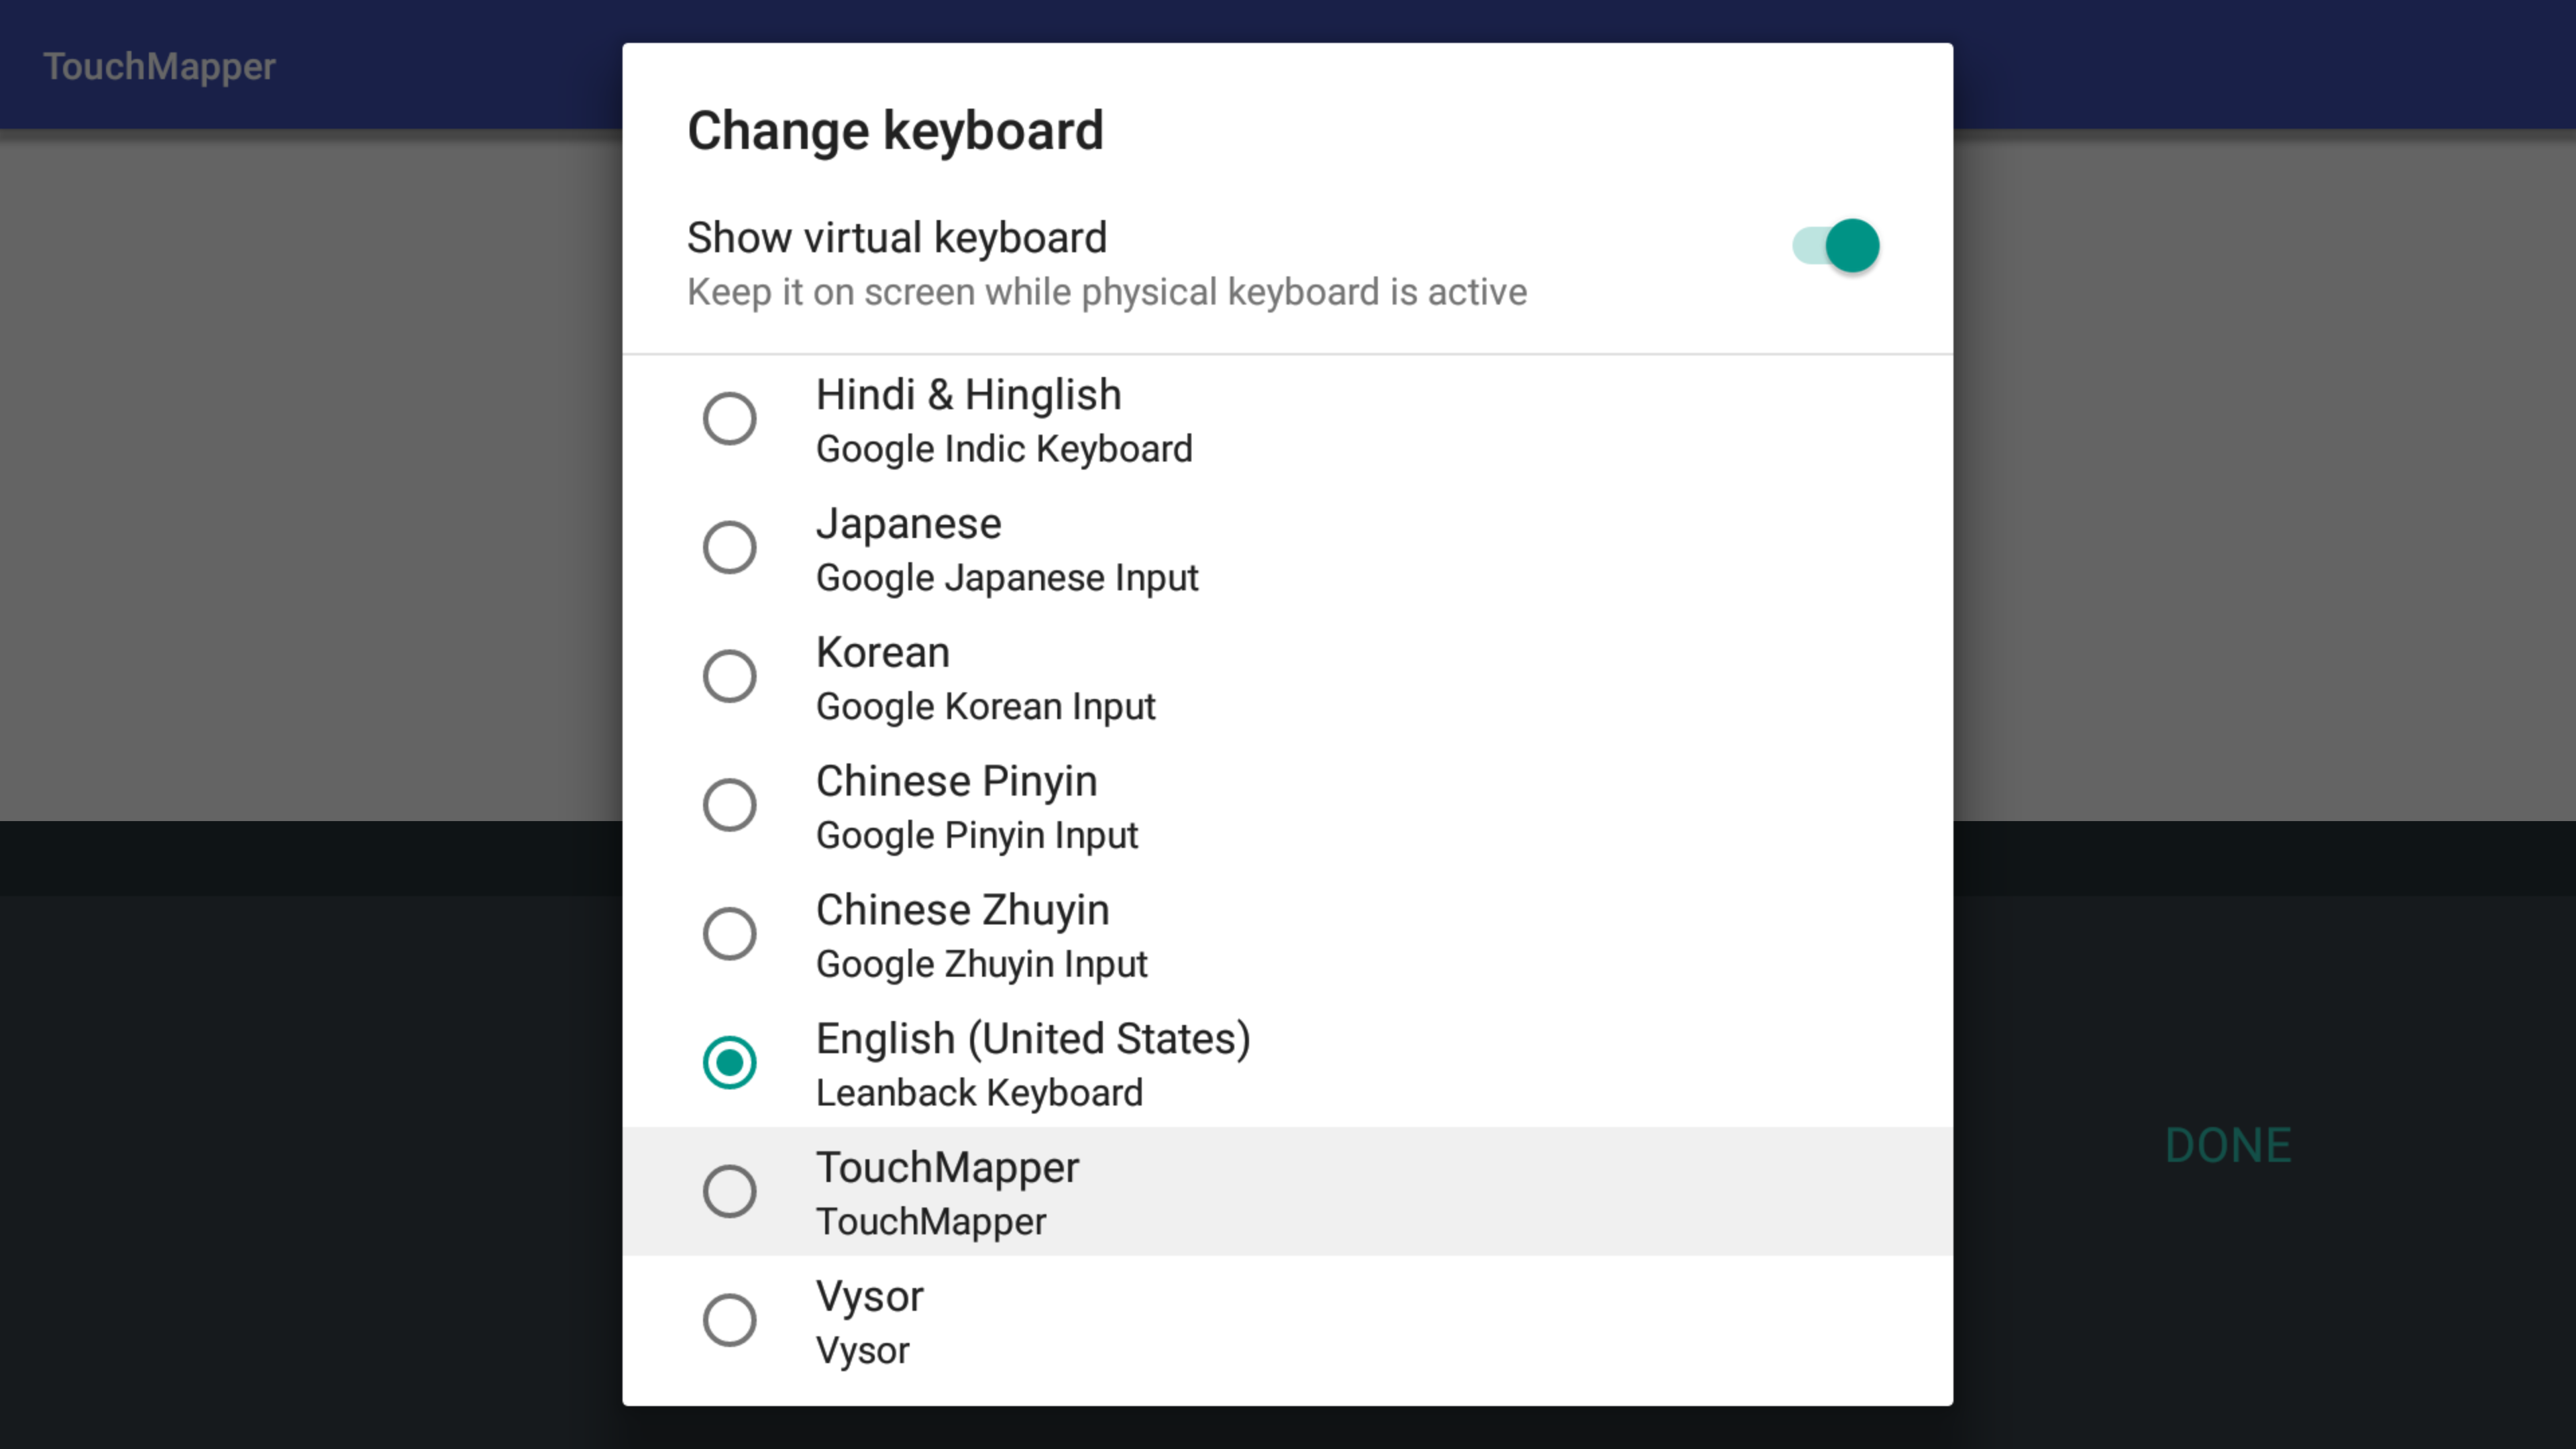 TouchMapper
Change keyboard
Show virtual keyboard
Keep it on screen while physical keyboard is active
Hindi & Hinglish
Google Indic Keyboard
Japanese
Google Japanese Input
Korean
Google Korean Input
Chinese Pinyin
Google Pinyin Input
Chinese Zhuyin
Google Zhuyin Input
English (United States)
Leanback Keyboard
TouchMapper
TouchMapper
Vysor
Vysor
DONE